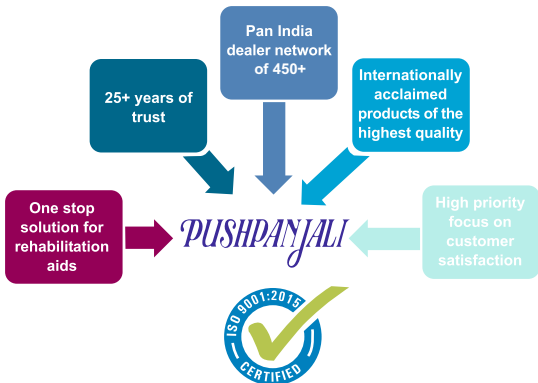 Pan India
dealer network
of 450+
25+ years of
trust
Internationally
acclaimed
products of the
highest quality
One stop
solution for
rehabilitation
aids
High priority
focus on
customer
satisfaction
PUSHPANJALI
ISO 9001:2015
CERTIFIED